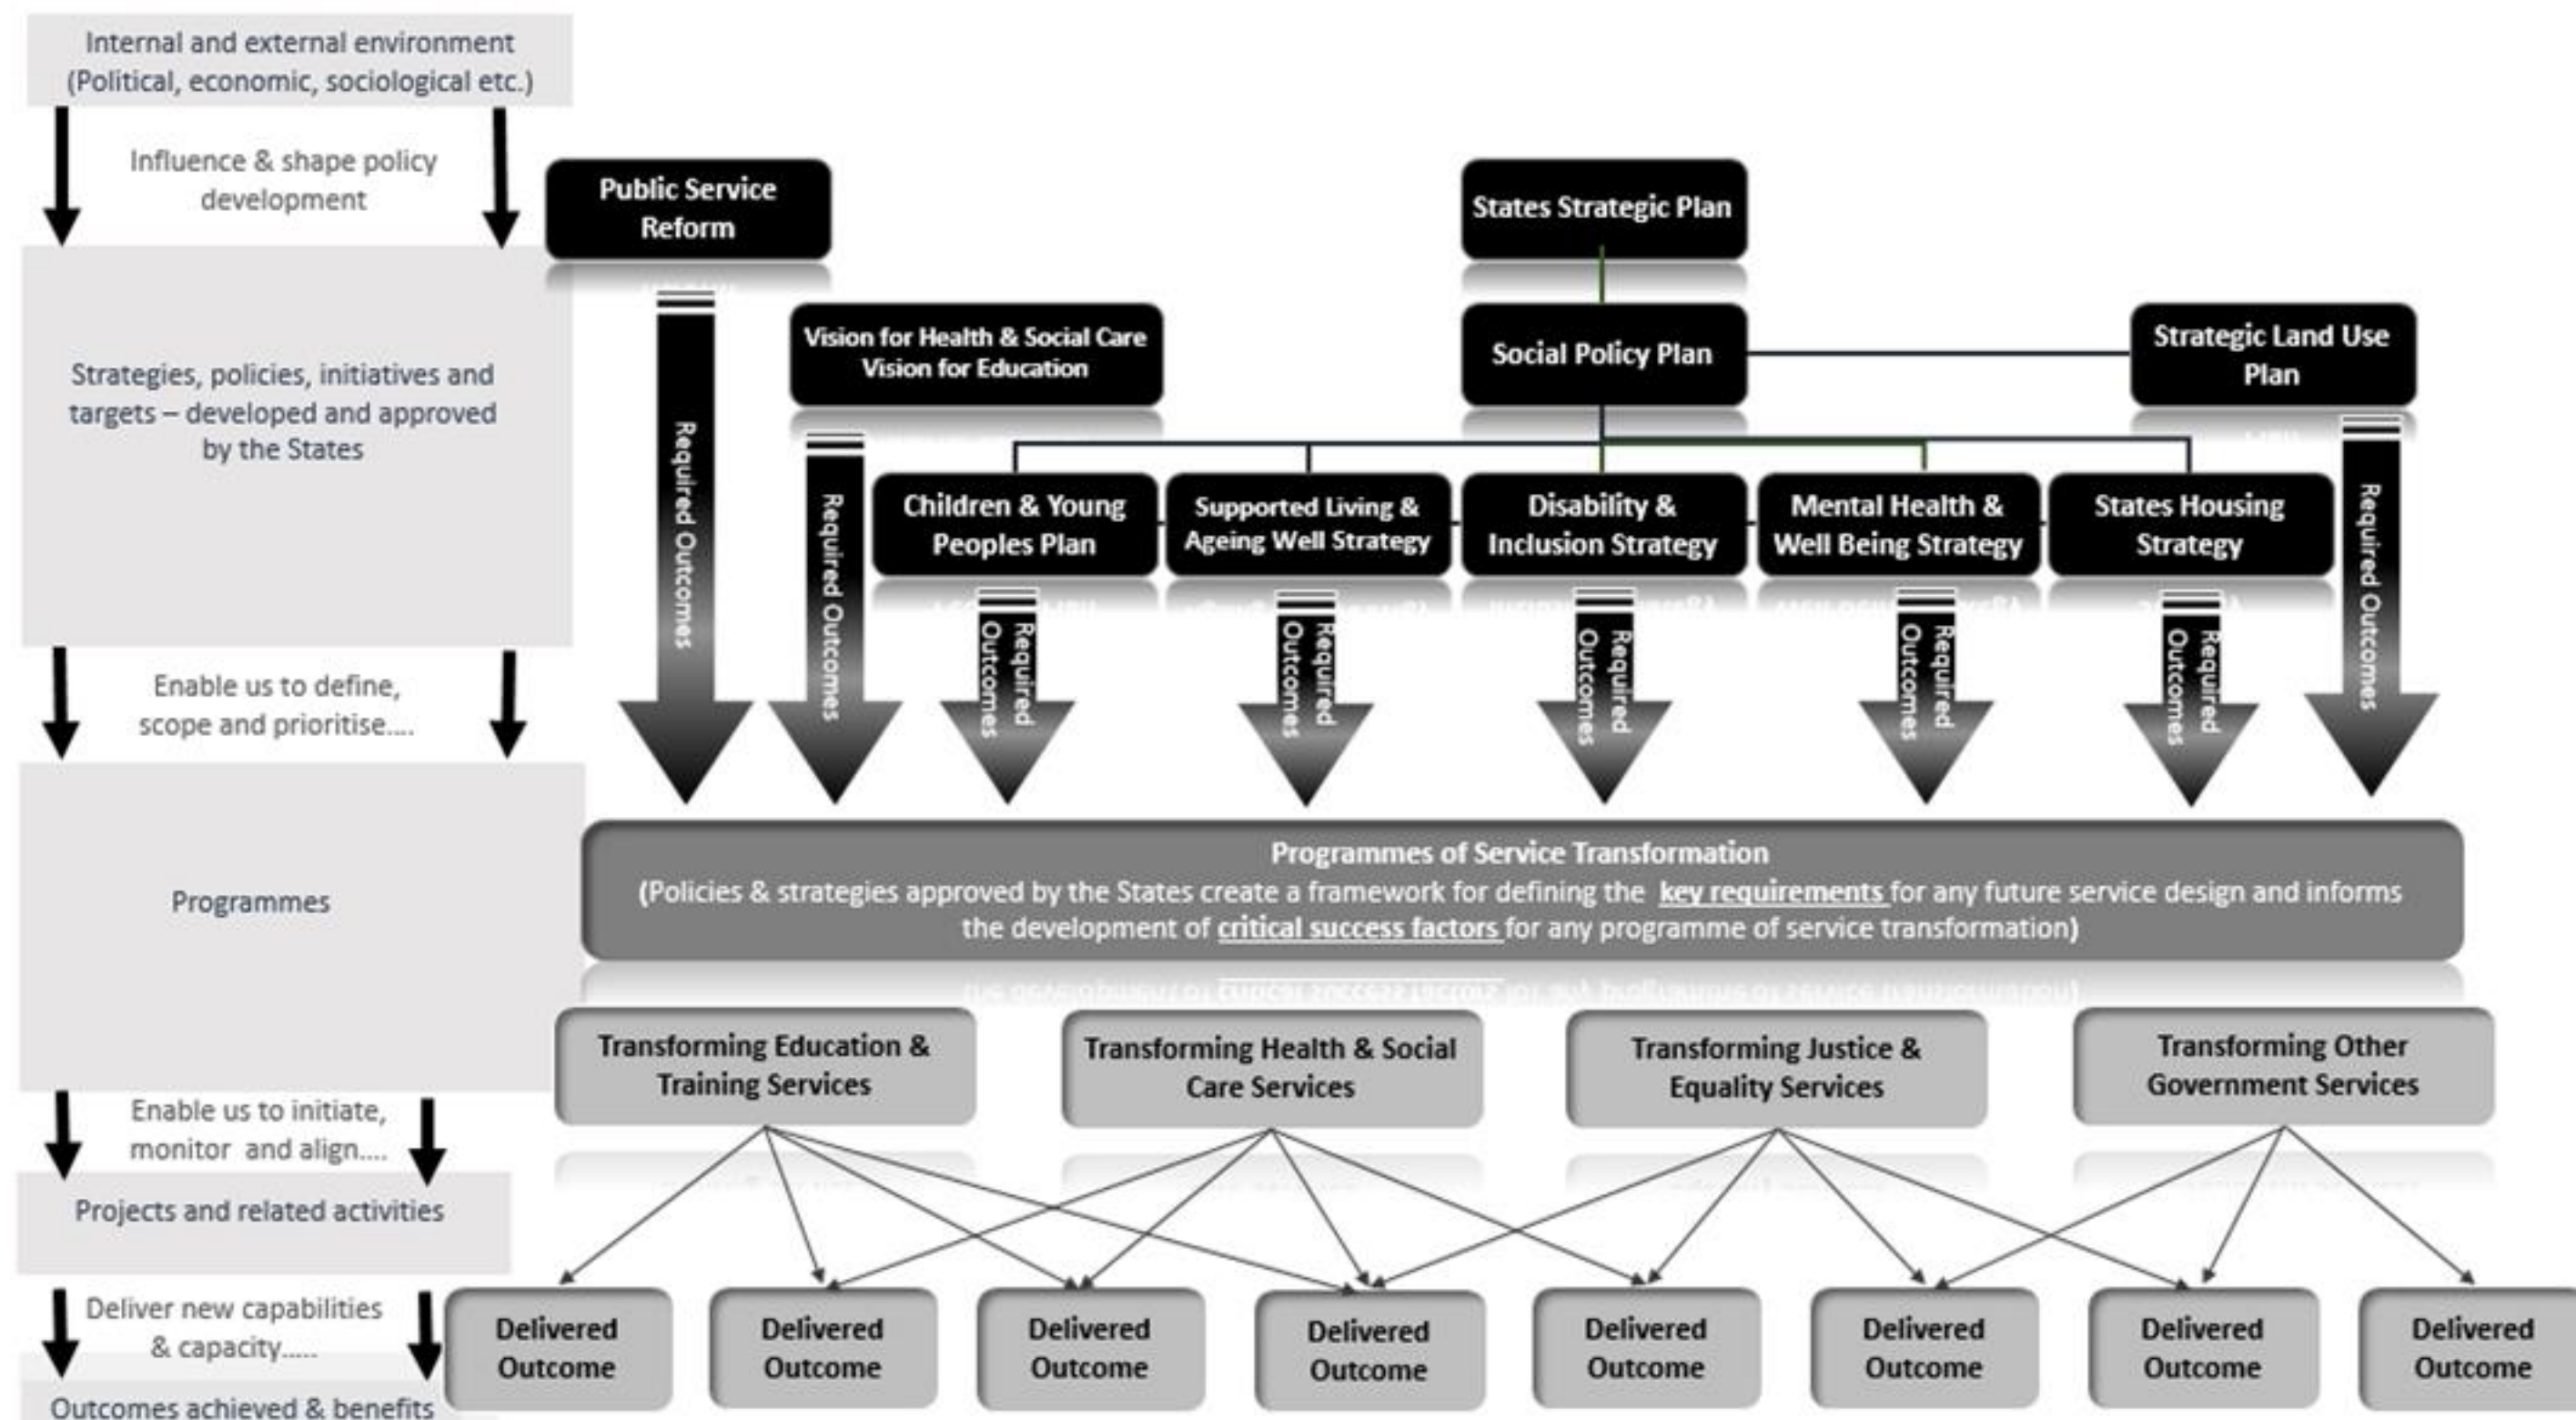 Internal and external environment
(Political, economic, sociological etc.)
Influence & shape policy
development
Strategies, policies, initiatives and
targets – developed and approved
by the States
Enable us to define,
scope and prioritise....
Programmes
Enable us to initiate,
monitor and align....
Projects and related activities
Deliver new capabilities
& capacity.....
Outcomes achieved & benefits
Public Service
Reform
States Strategic Plan
Vision for Health & Social Care
Vision for Education
Social Policy Plan
Strategic Land Use
Plan
Children & Young
Peoples Plan
Supported Living &
Ageing Well Strategy
Disability &
Inclusion Strategy
Mental Health &
Well Being Strategy
States Housing
Strategy
Required Outcomes
Required Outcomes
Required
Outcomes
Required
Outcomes
Required
Outcomes
Required
Outcomes
Required
Outcomes
Required Outcomes
Programmes of Service Transformation
(Policies & strategies approved by the States create a framework for defining the key requirements for any future service design and informs
the development of critical success factors for any programme of service transformation)
Transforming Education &
Training Services
Transforming Health & Social
Care Services
Transforming Justice &
Equality Services
Transforming Other
Government Services
Delivered
Outcome
Delivered
Outcome
Delivered
Outcome
Delivered
Outcome
Delivered
Outcome
Delivered
Outcome
Delivered
Outcome
Delivered
Outcome